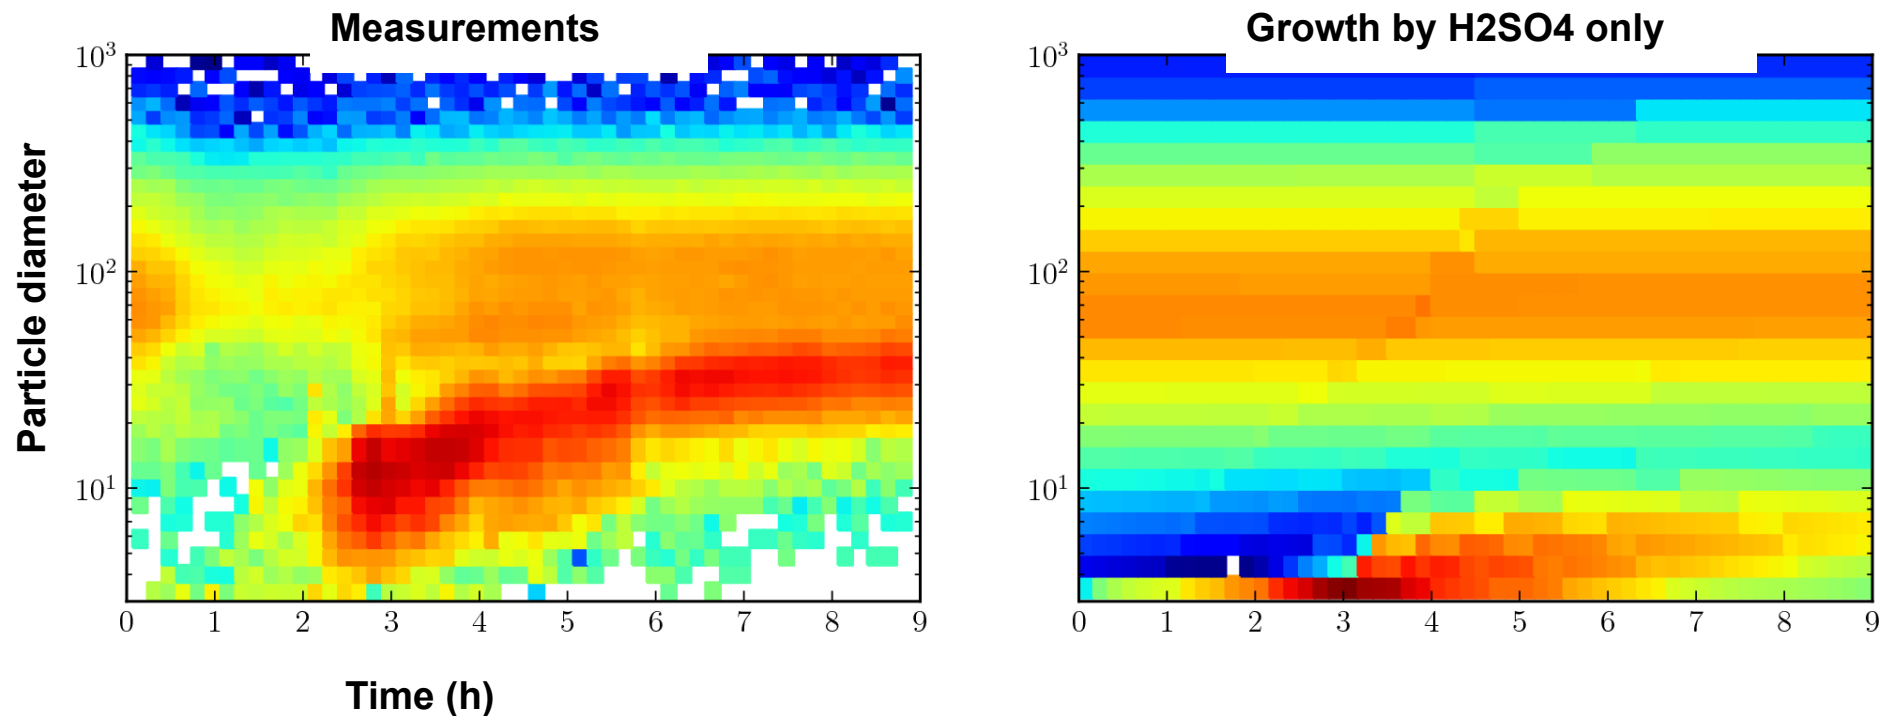 Measurements
Growth by H2SO4 only
Particle diameter
10³
10²
10¹
0 1 2 3 4 5 6 7 8 9
10³
10²
10¹
0 1 2 3 4 5 6 7 8 9
Time (h)